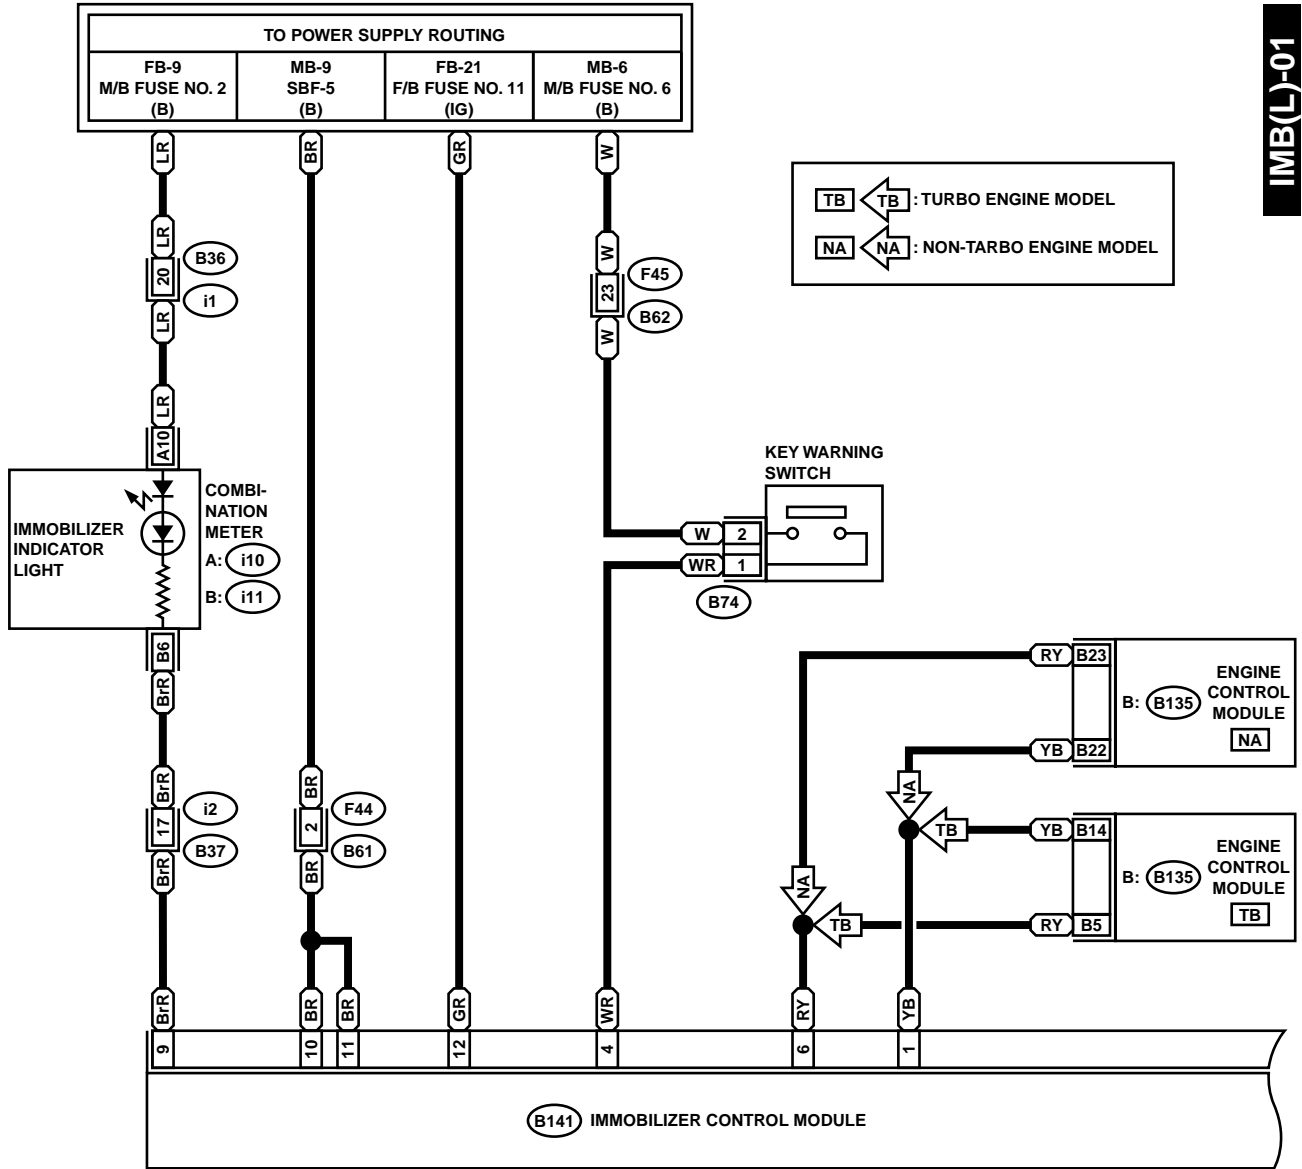 TO POWER SUPPLY ROUTING
FB-9
M/B FUSE NO. 2
(B)
MB-9
SBF-5
(B)
FB-21
F/B FUSE NO. 11
(IG)
MB-6
M/B FUSE NO. 6
(B)
IMB(L)-01
LR
BR
GR
W
TB TB : TURBO ENGINE MODEL
NA NA : NON-TARBO ENGINE MODEL
LR
20
LR
B36
i1
W
23
W
F45
B62
LR
A10
IMMOBILIZER
INDICATOR
LIGHT
COMBI-
NATION
METER
A: i10
B: i11
B6
BrR
KEY WARNING
SWITCH
W 2
WR 1
B74
RY B23
YB B22
B: B135
ENGINE
CONTROL
MODULE
NA
BrR
17
BrR
i2
B37
BR
2
BR
F44
B61
NA
TB
YB B14
RY B5
B: B135
ENGINE
CONTROL
MODULE
TB
NA
TB
BrR
BR
BR
GR
WR
RY
YB
9
10
11
12
4
6
1
B141 IMMOBILIZER CONTROL MODULE